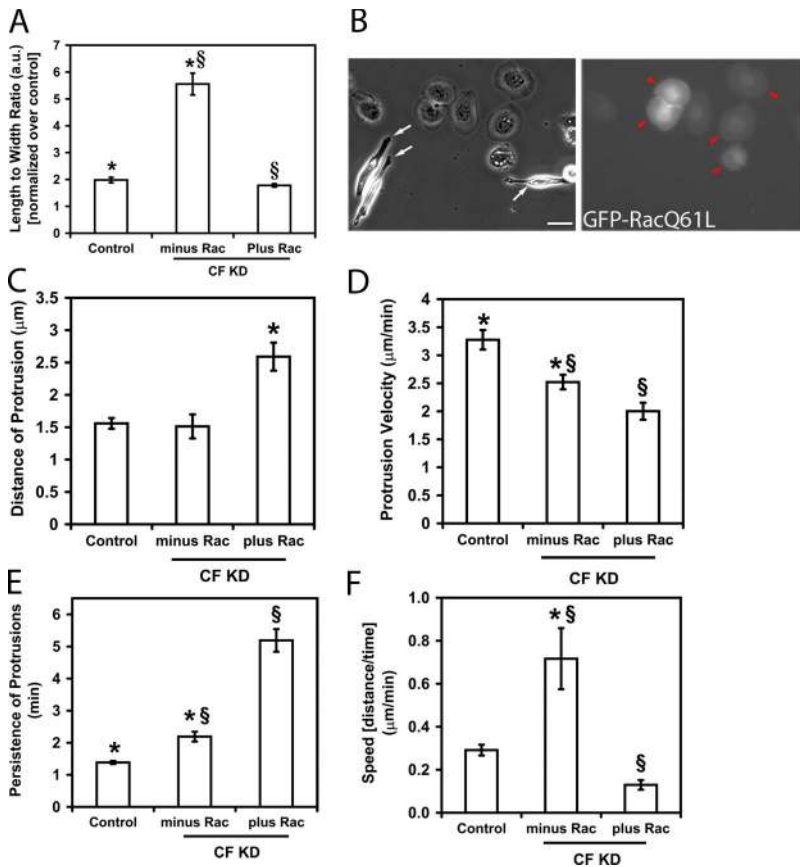 A
Length to Width Ratio (a.u.)
[normalized over control]
7
6
5
4
3
2
1
0
*
*§
§
Control
minus Rac
Plus Rac
CF KD
B
GFP-RacQ61L
C
Distance of Protrusion (μm)
3.5
3
2.5
2
1.5
1
0.5
0
*
Control
minus Rac
plus Rac
CF KD
D
Protrusion Velocity (μm/min)
4
3.5
3
2.5
2
1.5
1
0.5
0
*
*§
§
Control
minus Rac
plus Rac
CF KD
E
Persistence of Protrusions
(min)
6
5
4
3
2
1
0
*
*§
§
Control
minus Rac
plus Rac
CF KD
F
Speed [distance/time]
(μm/min)
1.0
0.8
0.6
0.4
0.2
0.0
*§
§
Control
minus Rac
plus Rac
CF KD